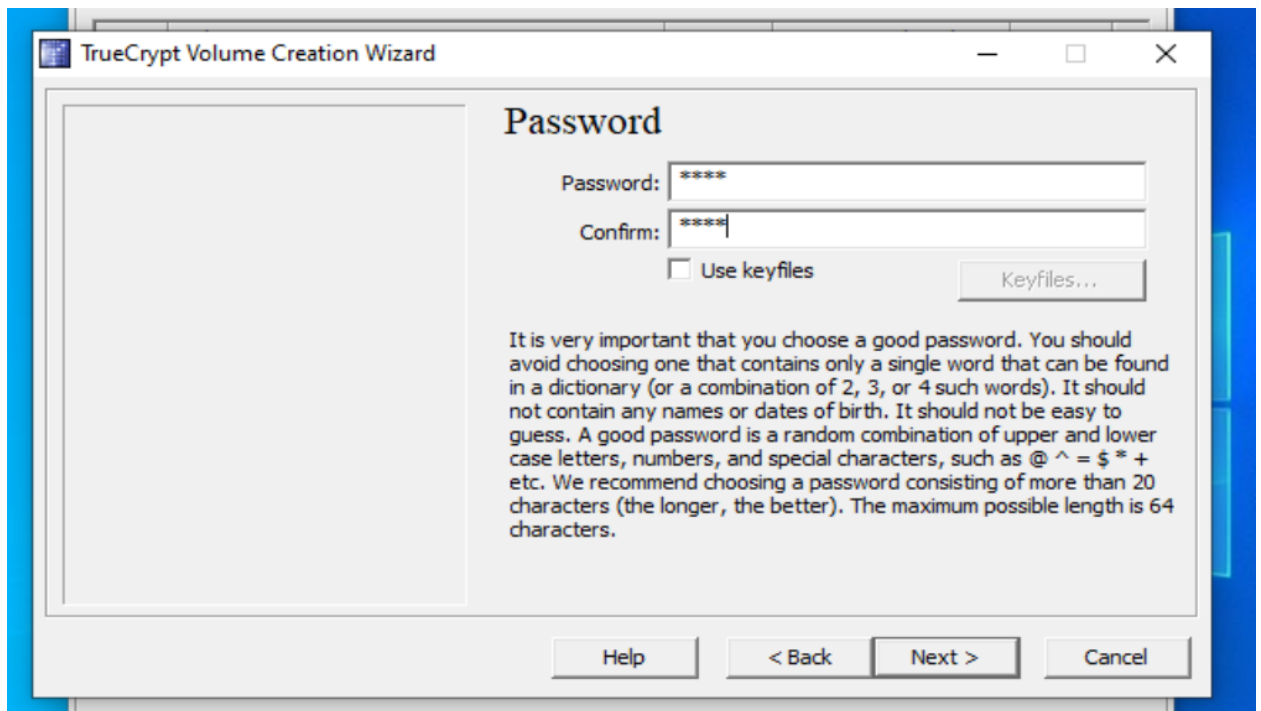 TrueCrypt Volume Creation Wizard
Password
Password: ****
Confirm: ****
Use keyfiles
Keyfiles...
It is very important that you choose a good password. You should
avoid choosing one that contains only a single word that can be found
in a dictionary (or a combination of 2, 3, or 4 such words). It should
not contain any names or dates of birth. It should not be easy to
guess. A good password is a random combination of upper and lower
case letters, numbers, and special characters, such as @ ^ = $ * +
etc. We recommend choosing a password consisting of more than 20
characters (the longer, the better). The maximum possible length is 64
characters.
Help
< Back
Next >
Cancel